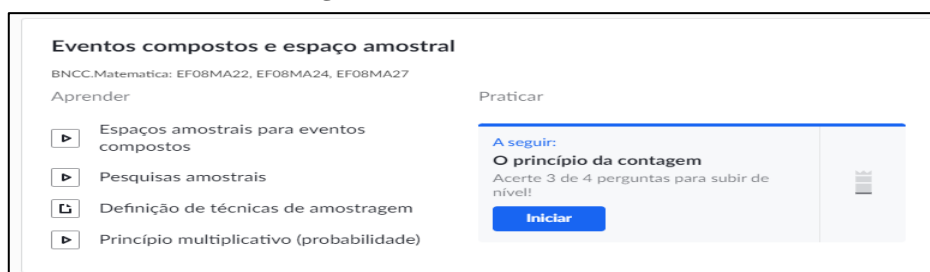 Eventos compostos e espaço amostral
BNCC.Matematica: EF08MA22, EF08MA24, EF08MA27
Aprender
Espaços amostrais para eventos
compostos
Pesquisas amostrais
Definição de técnicas de amostragem
Princípio multiplicativo (probabilidade)
Praticar
A seguir:
O princípio da contagem
Acerte 3 de 4 perguntas para subir de
nível!
Iniciar